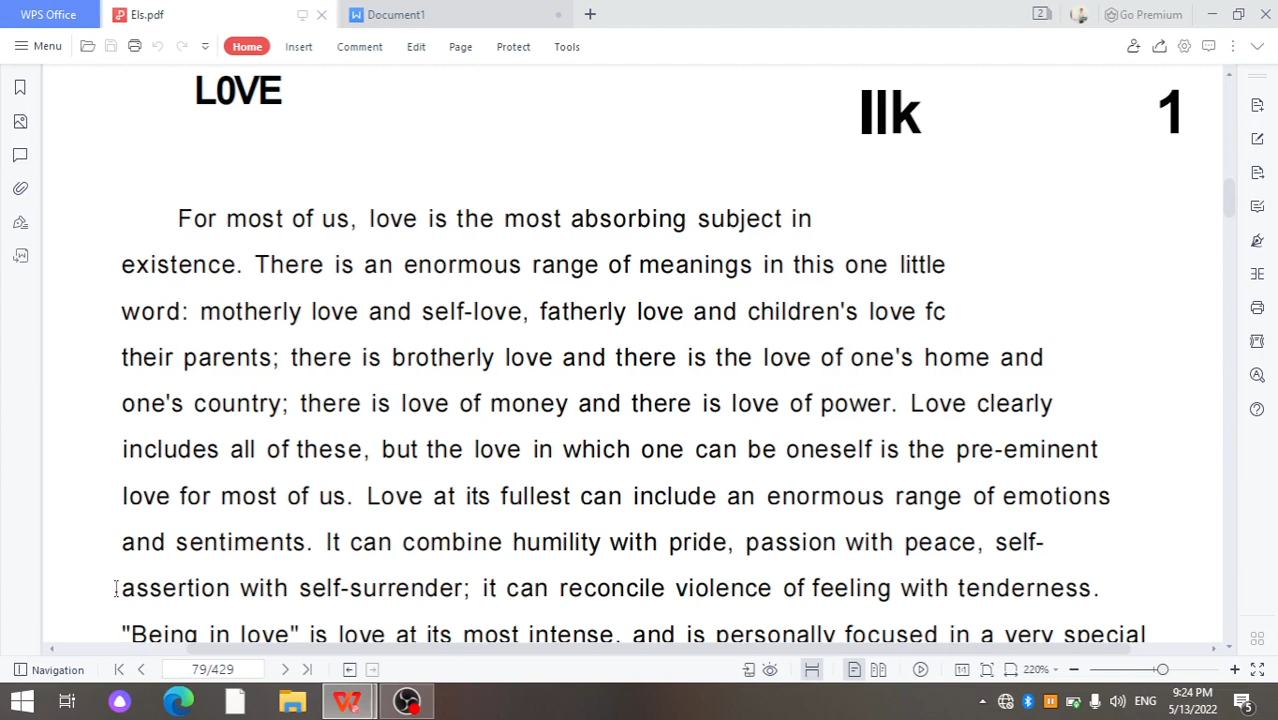 WPS Office
Els.pdf
Document1
2
Go Premium
Menu
Home
Insert
Comment
Edit
Page
Protect
Tools
L0VE
IIk
1
For most of us, love is the most absorbing subject in
existence. There is an enormous range of meanings in this one little
word: motherly love and self-love, fatherly love and children's love fc
their parents; there is brotherly love and there is the love of one's home and
one's country; there is love of money and there is love of power. Love clearly
includes all of these, but the love in which one can be oneself is the pre-eminent
love for most of us. Love at its fullest can include an enormous range of emotions
and sentiments. It can combine humility with pride, passion with peace, self-
assertion with self-surrender; it can reconcile violence of feeling with tenderness.
"Being in love" is love at its most intense, and is personally focused in a very special
Navigation
79/429
1:1
220%
ENG
9:24 PM
5/13/2022
5